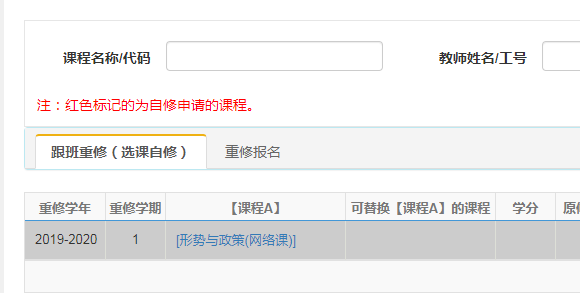 课程名称/代码 教师姓名/工号
注：红色标记的为自修申请的课程。
跟班重修（选课自修） 重修报名
重修学年 重修学期 【课程A】 可替换【课程A】的课程 学分
2019-2020 1 [形势与政策(网络课)]